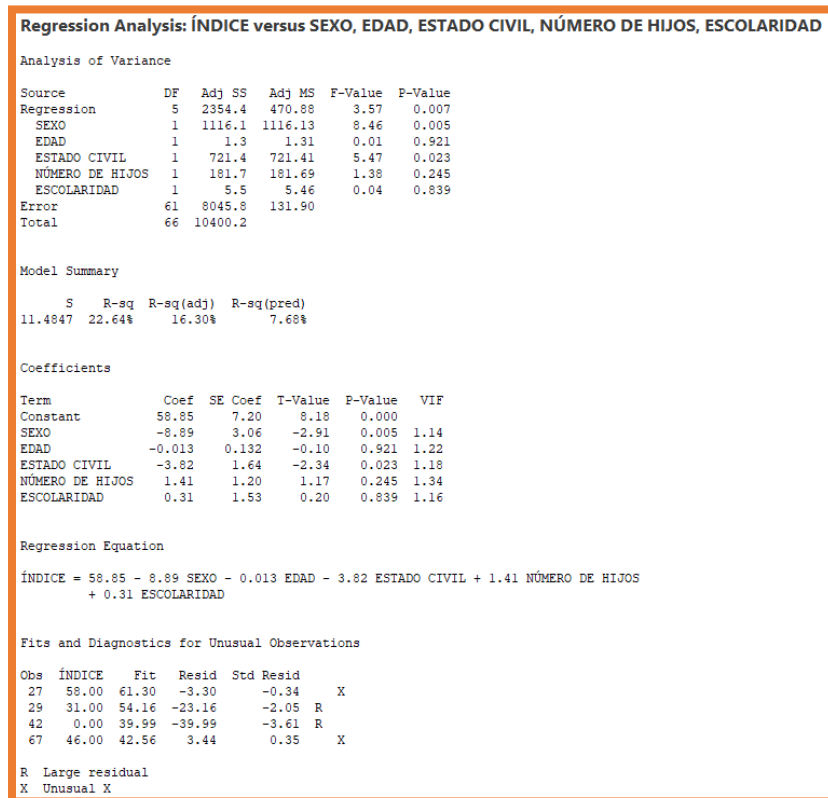 Regression Analysis: ÍNDICE versus SEXO, EDAD, ESTADO CIVIL, NÚMERO DE HIJOS, ESCOLARIDAD
Analysis of Variance
Source DF Adj SS Adj MS F-Value P-Value
Regression 5 2354.4 470.88 3.57 0.007
SEXO 1 1116.1 1116.13 8.46 0.005
EDAD 1 1.3 1.31 0.01 0.921
ESTADO CIVIL 1 721.4 721.41 5.47 0.023
NÚMERO DE HIJOS 1 181.7 181.69 1.38 0.245
ESCOLARIDAD 1 5.5 5.46 0.04 0.839
Error 61 8045.8 131.90
Total 66 10400.2
Model Summary
S R-sq R-sq(adj) R-sq(pred)
11.4847 22.64% 16.30% 7.68%
Coefficients
Term Coef SE Coef T-Value P-Value VIF
Constant 58.85 7.20 8.18 0.000
SEXO -8.89 3.06 -2.91 0.005 1.14
EDAD -0.013 0.132 -0.10 0.921 1.22
ESTADO CIVIL -3.82 1.64 -2.34 0.023 1.18
NÚMERO DE HIJOS 1.41 1.20 1.17 0.245 1.34
ESCOLARIDAD 0.31 1.53 0.20 0.839 1.16
Regression Equation
ÍNDICE = 58.85 - 8.89 SEXO - 0.013 EDAD - 3.82 ESTADO CIVIL + 1.41 NÚMERO DE HIJOS
+ 0.31 ESCOLARIDAD
Fits and Diagnostics for Unusual Observations
Obs ÍNDICE Fit Resid Std Resid
27 58.00 61.30 -3.30 -0.34 X
29 31.00 54.16 -23.16 -2.05 R
42 0.00 39.99 -39.99 -3.61 R
67 46.00 42.56 3.44 0.35 X
R Large residual
X Unusual X